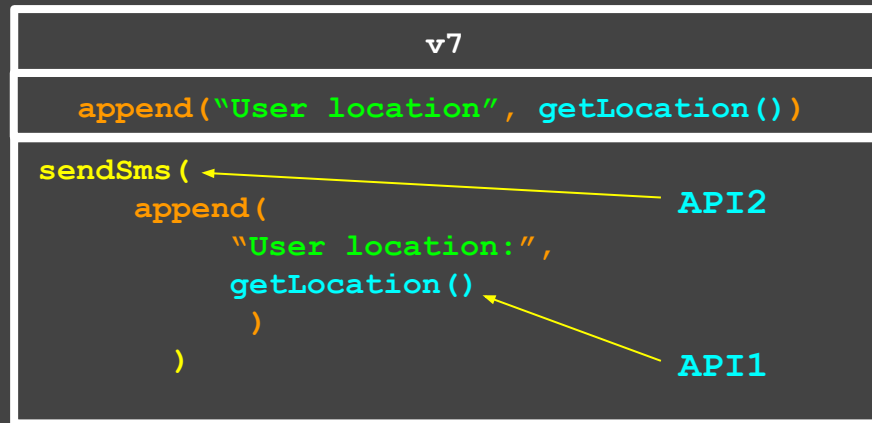 v7
append(“User location”, getLocation())
sendSms(
API2
append(
“User location:”,
getLocation()
)
)
API1